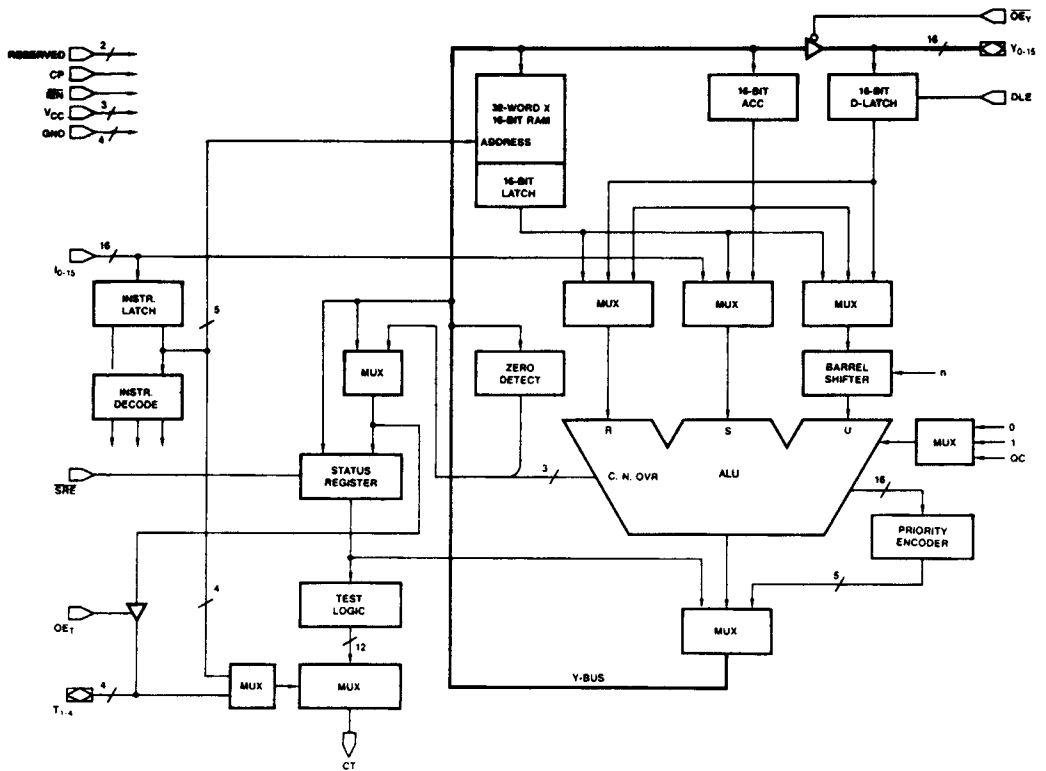 RESERVED 2
CP
IEN
VCC 3
GND 4
OEY
16 Y0-15
DLE
32-WORD X
16-BIT RAM
ADDRESS
16-BIT
LATCH
16-BIT
ACC
16-BIT
D-LATCH
I0-15 16
INSTR.
LATCH
5
INSTR.
DECODE
MUX
MUX
MUX
MUX
ZERO
DETECT
BARREL
SHIFTER
n
R
S
U
MUX
0
1
QC
SRE
STATUS
REGISTER
3
C. N. OVR
ALU
16
PRIORITY
ENCODER
5
OET
4
TEST
LOGIC
12
MUX
T1-4 4
MUX
MUX
Y-BUS
CT